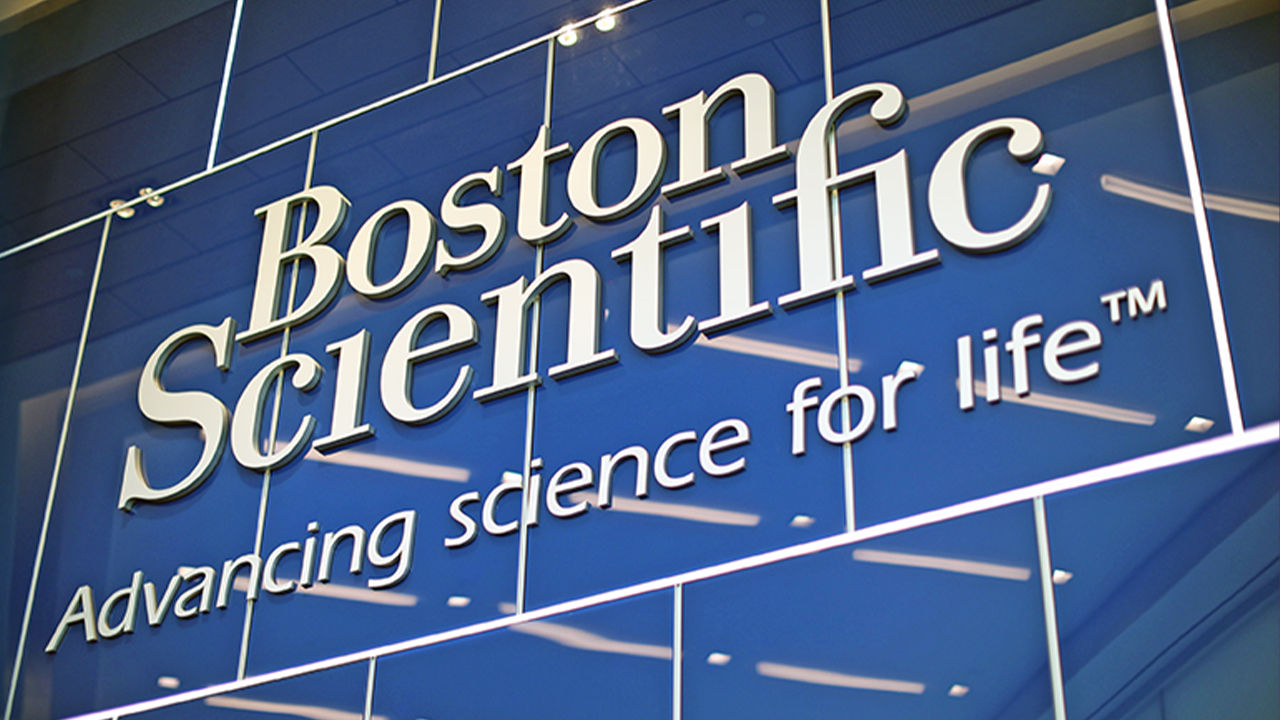 Boston
Scientific
Advancing science for life™